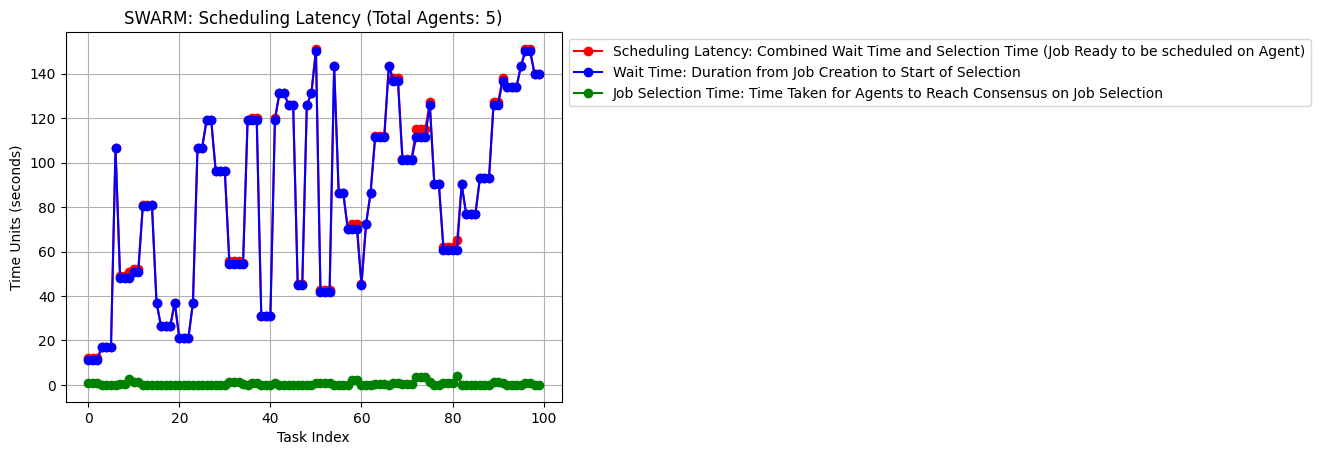 SWARM: Scheduling Latency (Total Agents: 5)
Scheduling Latency: Combined Wait Time and Selection Time (Job Ready to be scheduled on Agent)
Wait Time: Duration from Job Creation to Start of Selection
Job Selection Time: Time Taken for Agents to Reach Consensus on Job Selection
Time Units (seconds)
140
120
100
80
60
40
20
0
0 20 40 60 80 100
Task Index